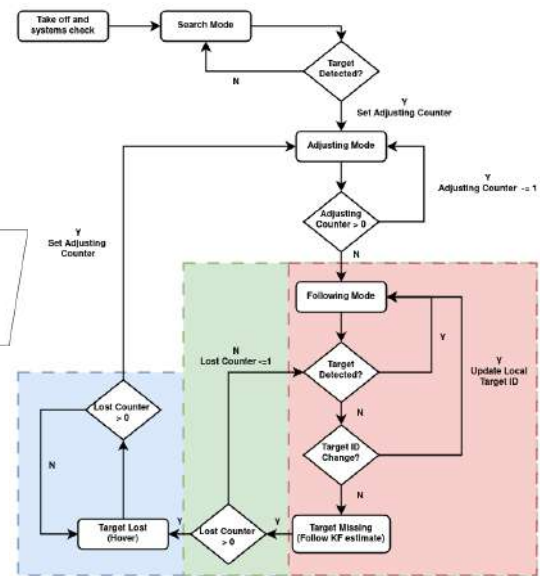 Take off and
systems check
Search Mode
Target
Detected?
N
Y
Set Adjusting Counter
Adjusting Mode
Y
Adjusting Counter -= 1
Adjusting
Counter > 0
N
Y
Set Adjusting
Counter
Following Mode
N
Lost Counter -=1
Target
Detected?
Y
Y
Update Local
Target ID
N
Lost Counter
> 0
Target ID
Change?
N
N
Target Lost
(Hover)
Y
Lost Counter
> 0
Y
Target Missing
(Follow KF estimate)